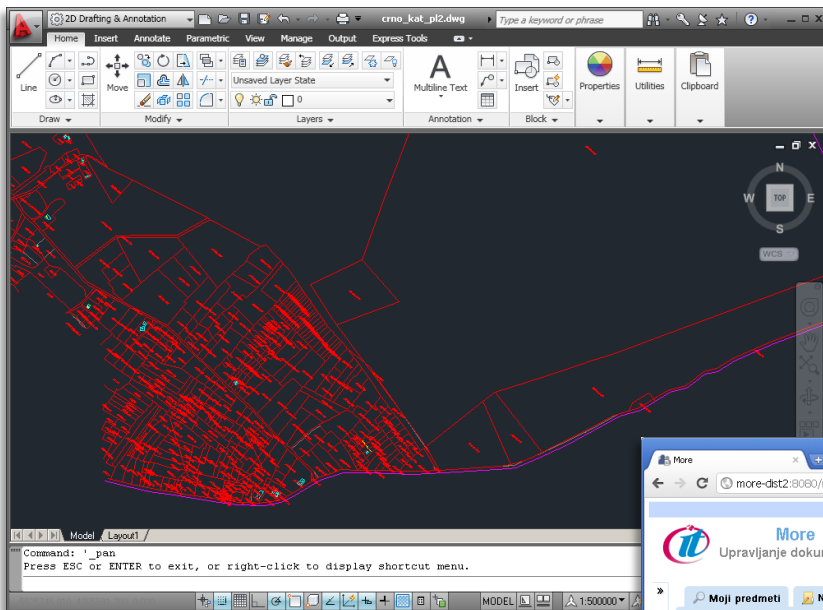 2D Drafting & Annotation
crno_kat_pl2.dwg
Type a keyword or phrase
Home Insert Annotate Parametric View Manage Output Express Tools
Line
Move
Unsaved Layer State
0
A
Multiline Text
Insert
Properties
Utilities
Clipboard
Draw
Modify
Layers
Annotation
Block
N
W
TOP
E
S
WCS
Model Layout1
Command: '_pan
Press ESC or ENTER to exit, or right-click to display shortcut menu.
MODEL
1:500000
More
more-dist2:8080/
it
More
Upravljanje
Moji predmeti